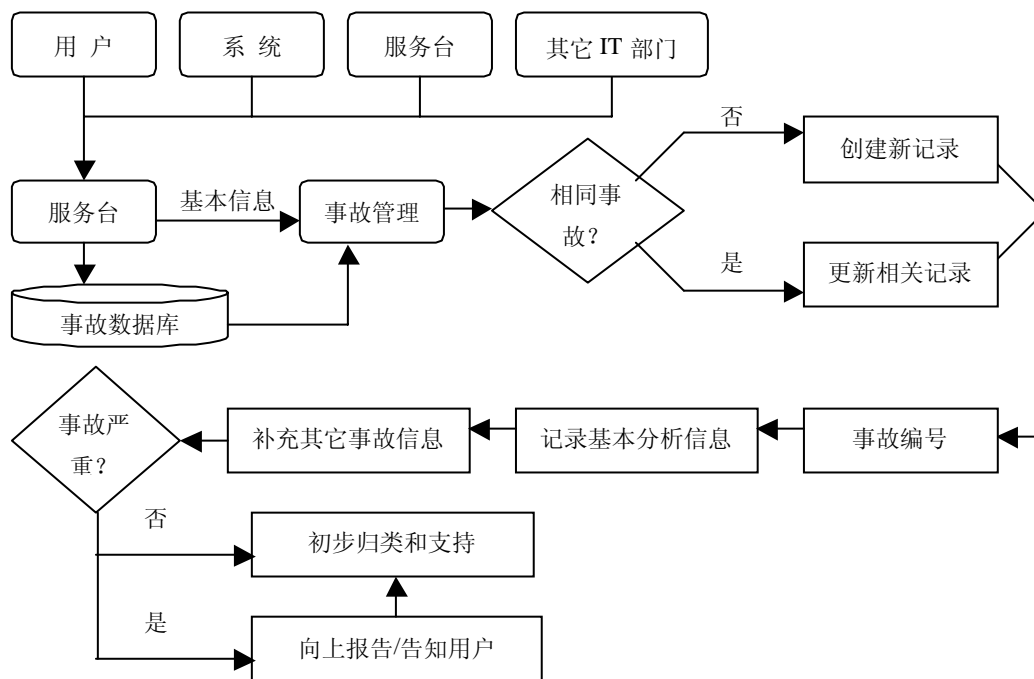 用 户
系 统
服务台
其它 IT 部门
否
创建新记录
服务台
基本信息
事故管理
相同事
故?
是
更新相关记录
事故数据库
事故严
重?
补充其它事故信息
记录基本分析信息
事故编号
否
初步归类和支持
是
向上报告/告知用户